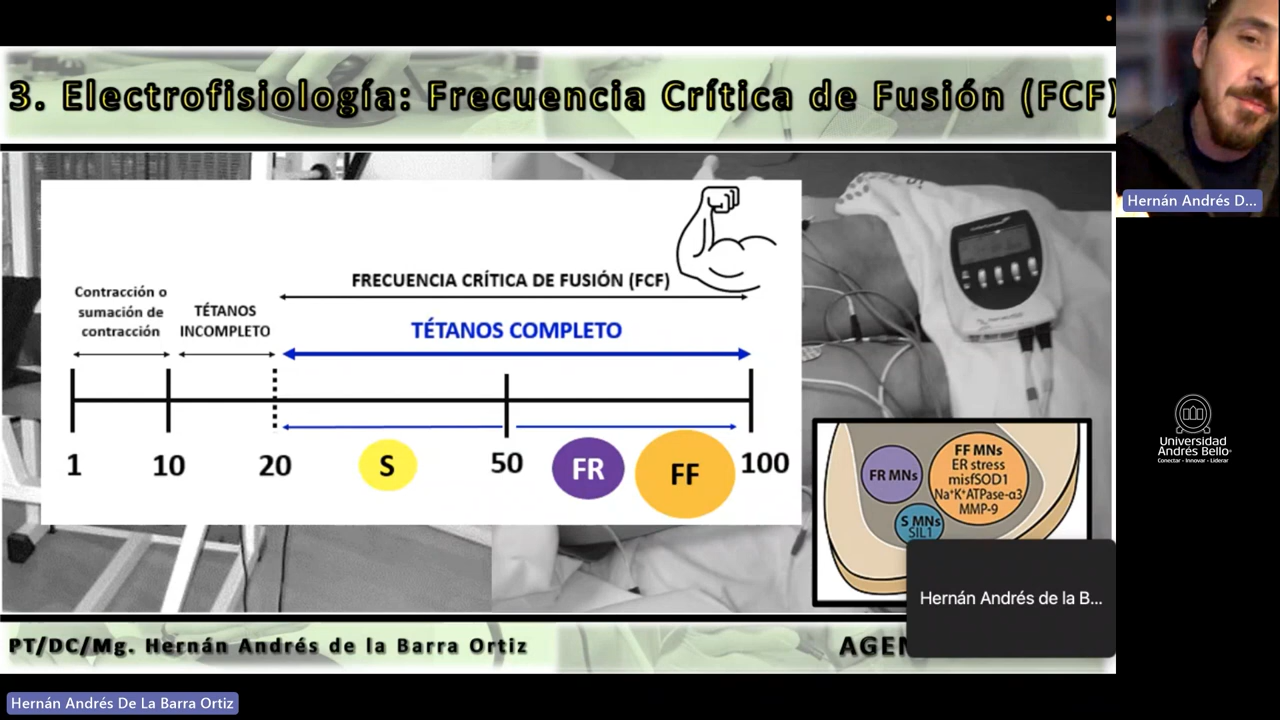 3. Electrofisiología: Frecuencia Crítica de Fusión (FCF)
Hernán Andrés D...
FRECUENCIA CRÍTICA DE FUSIÓN (FCF)
Contracción o
sumación de
contracción
TÉTANOS
INCOMPLETO
TÉTANOS COMPLETO
1 10 20 S 50 FR FF 100
FR MNs
FF MNs
ER stress
misfSOD1
Na⁺K⁺ATPase-α3
MMP-9
S MNs
SIL1
Universidad
Andrés Bello
Conectar - Innovar - Liderar
Hernán Andrés de la B...
PT/DC/Mg. Hernán Andrés de la Barra Ortiz
AGEN
Hernán Andrés De La Barra Ortiz